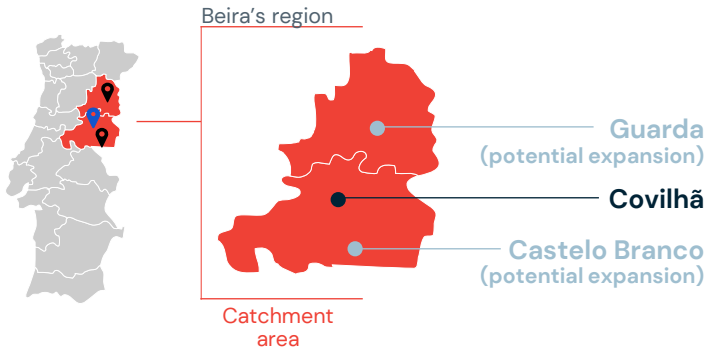 Beira's region
Guarda
(potential expansion)
Covilhã
Castelo Branco
(potential expansion)
Catchment
area